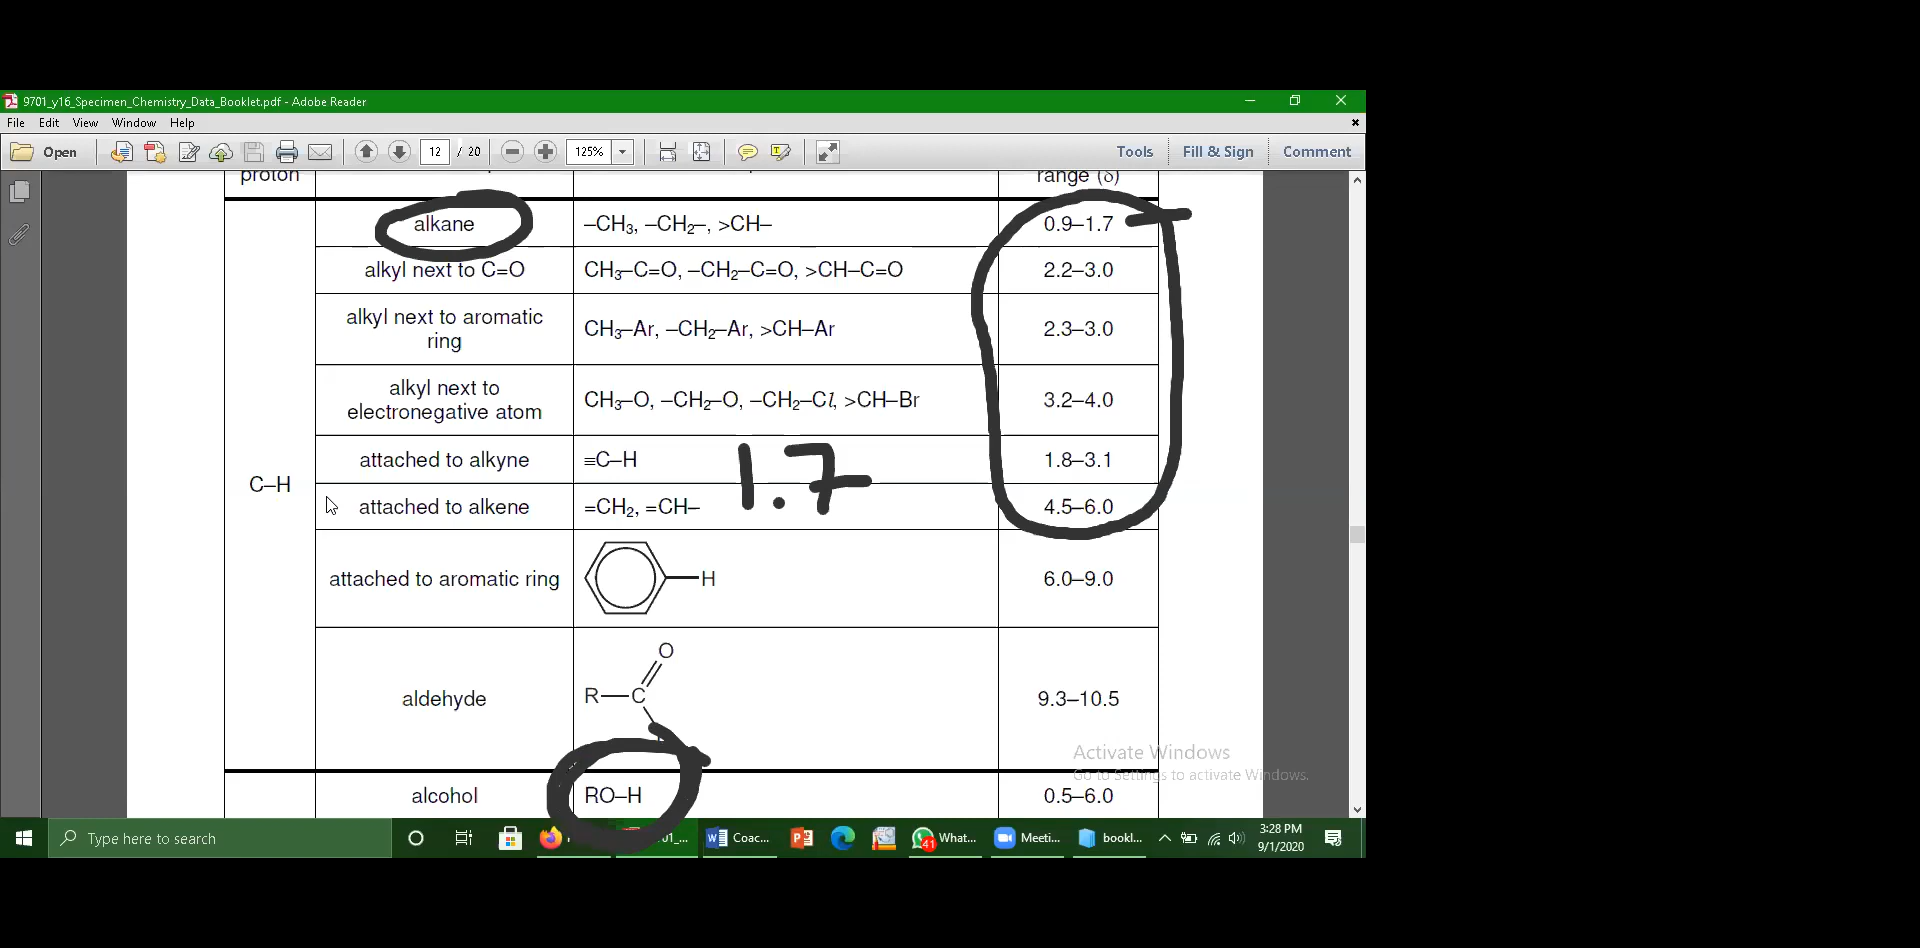 9701_y16_Specimen_Chemistry_Data_Booklet.pdf - Adobe Reader
File Edit View Window Help
Open 12 / 20 125% Tools Fill & Sign Comment
proton range (δ)
alkane –CH₃, –CH₂–, >CH– 0.9–1.7
alkyl next to C=O CH₃–C=O, –CH₂–C=O, >CH–C=O 2.2–3.0
alkyl next to aromatic
ring CH₃–Ar, –CH₂–Ar, >CH–Ar 2.3–3.0
alkyl next to
electronegative atom CH₃–O, –CH₂–O, –CH₂–Cl, >CH–Br 3.2–4.0
attached to alkyne ≡C–H 1.8–3.1
1.7
C–H
attached to alkene =CH₂, =CH– 4.5–6.0
attached to aromatic ring H 6.0–9.0
O
aldehyde R–C 9.3–10.5
Activate Windows
Go to Settings to activate Windows.
alcohol RO–H 0.5–6.0
Type here to search Coac... 41 What... Meeti... bookl... 3:28 PM
9/1/2020